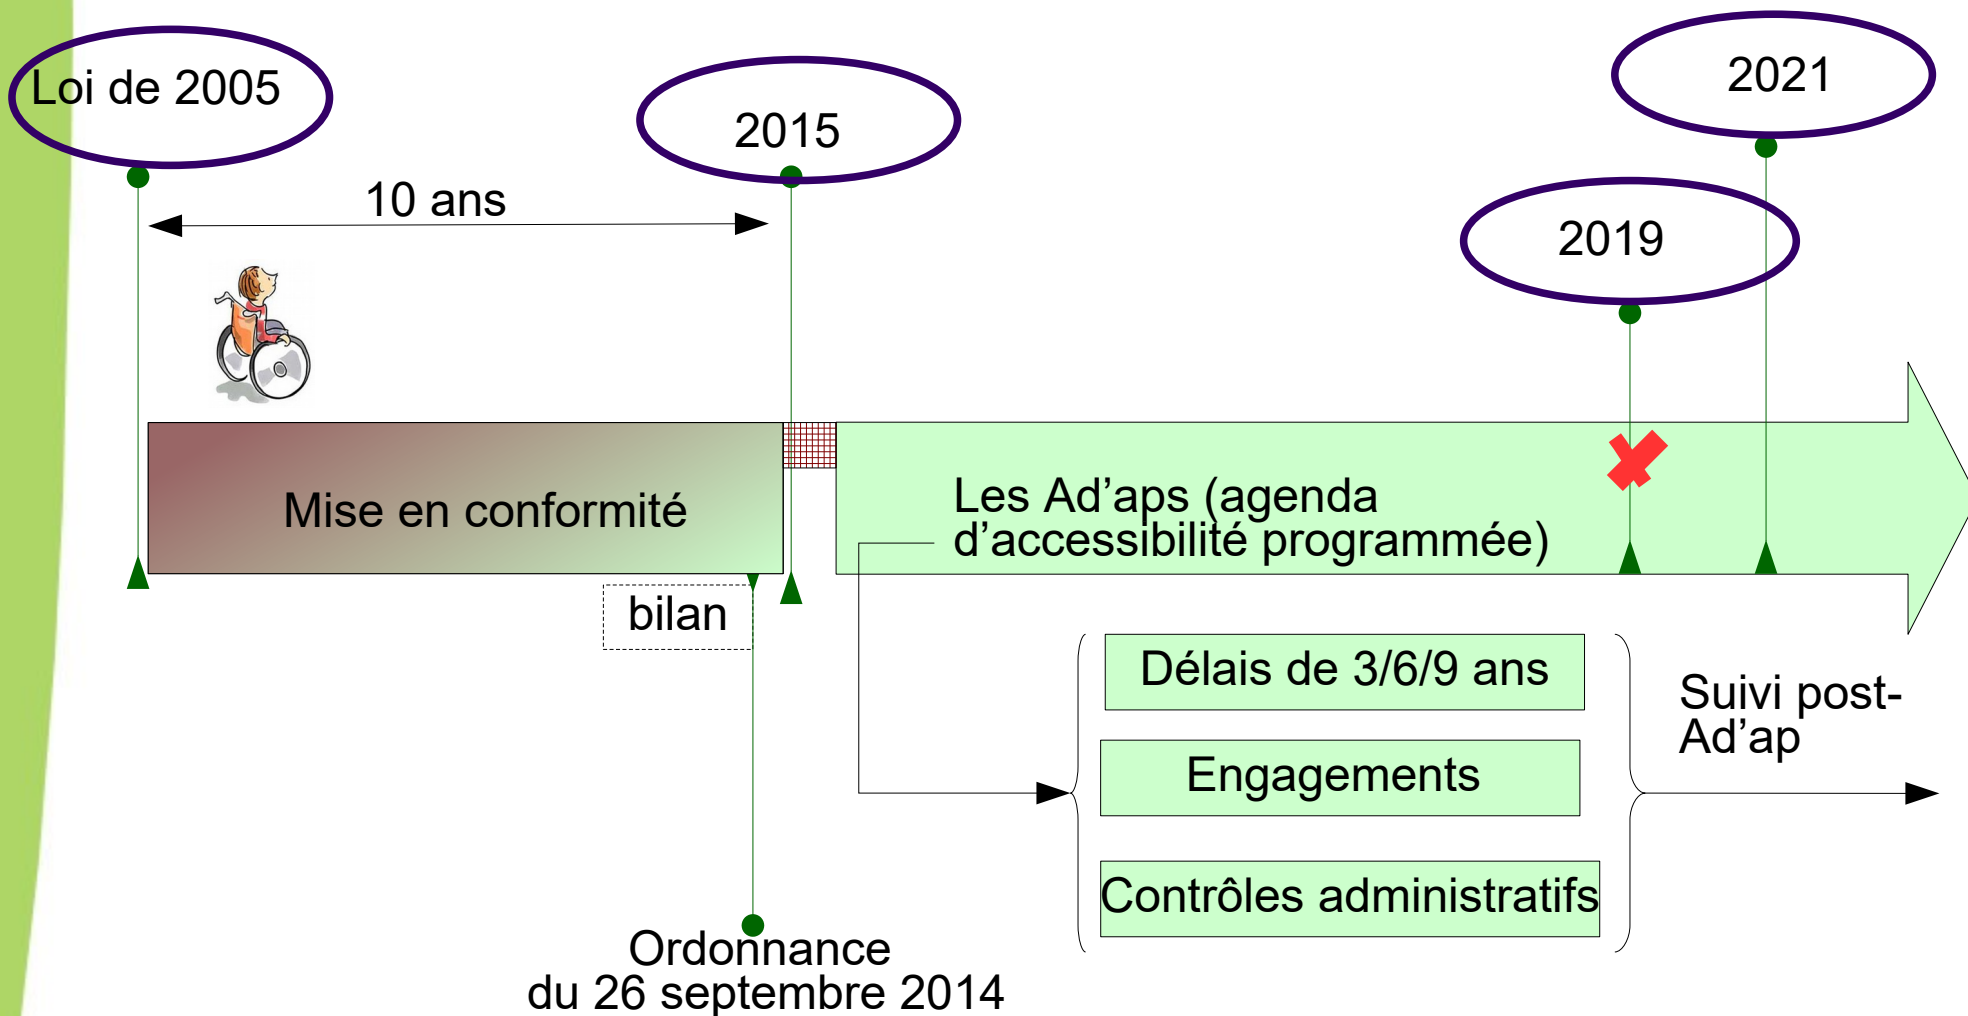 Loi de 2005
2015
2021
10 ans
2019
Mise en conformité
Les Ad’aps (agenda
d’accessibilité programmée)
bilan
Délais de 3/6/9 ans
Engagements
Contrôles administratifs
Suivi post-
Ad’ap
Ordonnance
du 26 septembre 2014